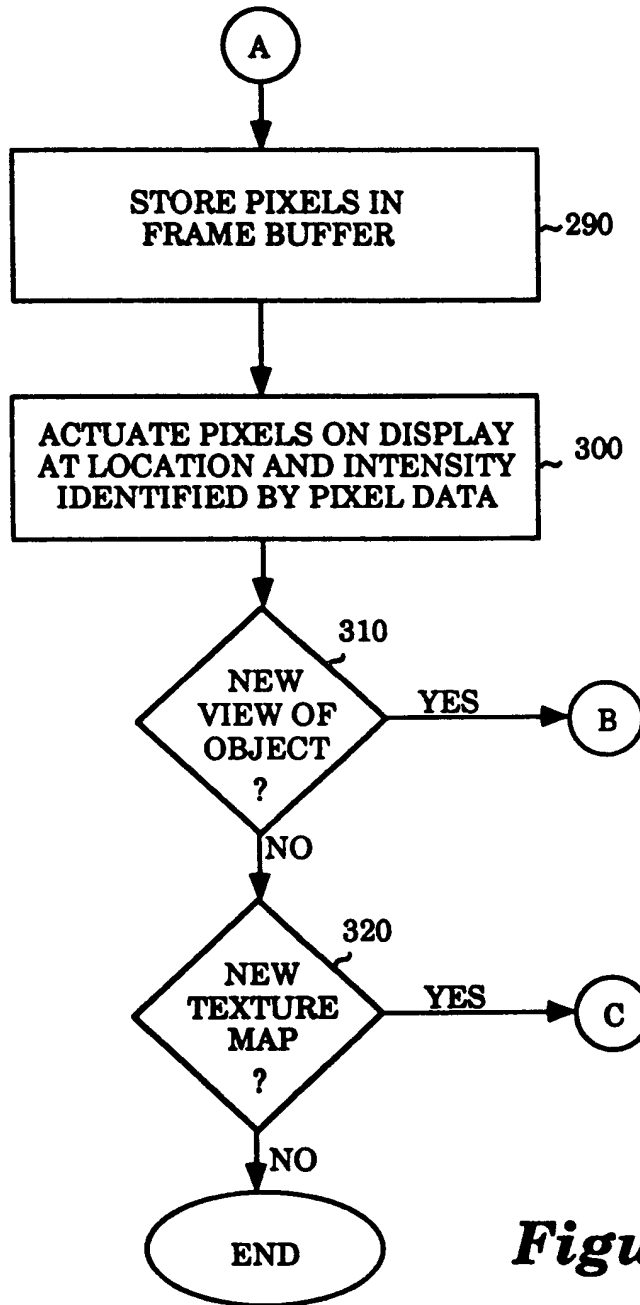 A
STORE PIXELS IN
FRAME BUFFER
290
ACTUATE PIXELS ON DISPLAY
AT LOCATION AND INTENSITY
IDENTIFIED BY PIXEL DATA
300
310
NEW
VIEW OF
OBJECT
?
YES
B
NO
320
NEW
TEXTURE
MAP
?
YES
C
NO
END